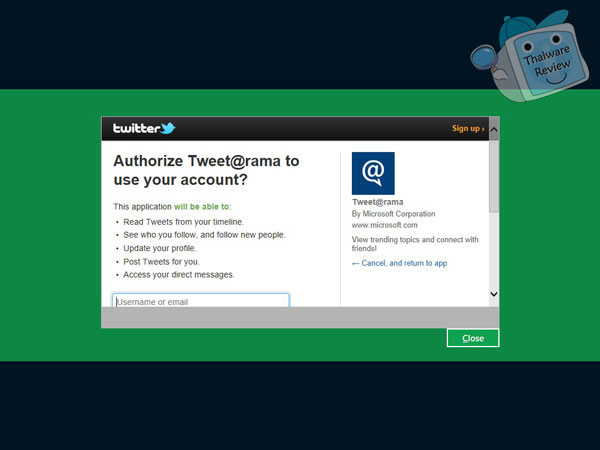 Thaiware
Review
twitter
Sign up ›
Authorize Tweet@rama to
use your account?
This application will be able to:
• Read Tweets from your timeline.
• See who you follow, and follow new people.
• Update your profile.
• Post Tweets for you.
• Access your direct messages.
Username or email
@
Tweet@rama
By Microsoft Corporation
www.microsoft.com
View trending topics and connect with
friends!
← Cancel, and return to app
Close